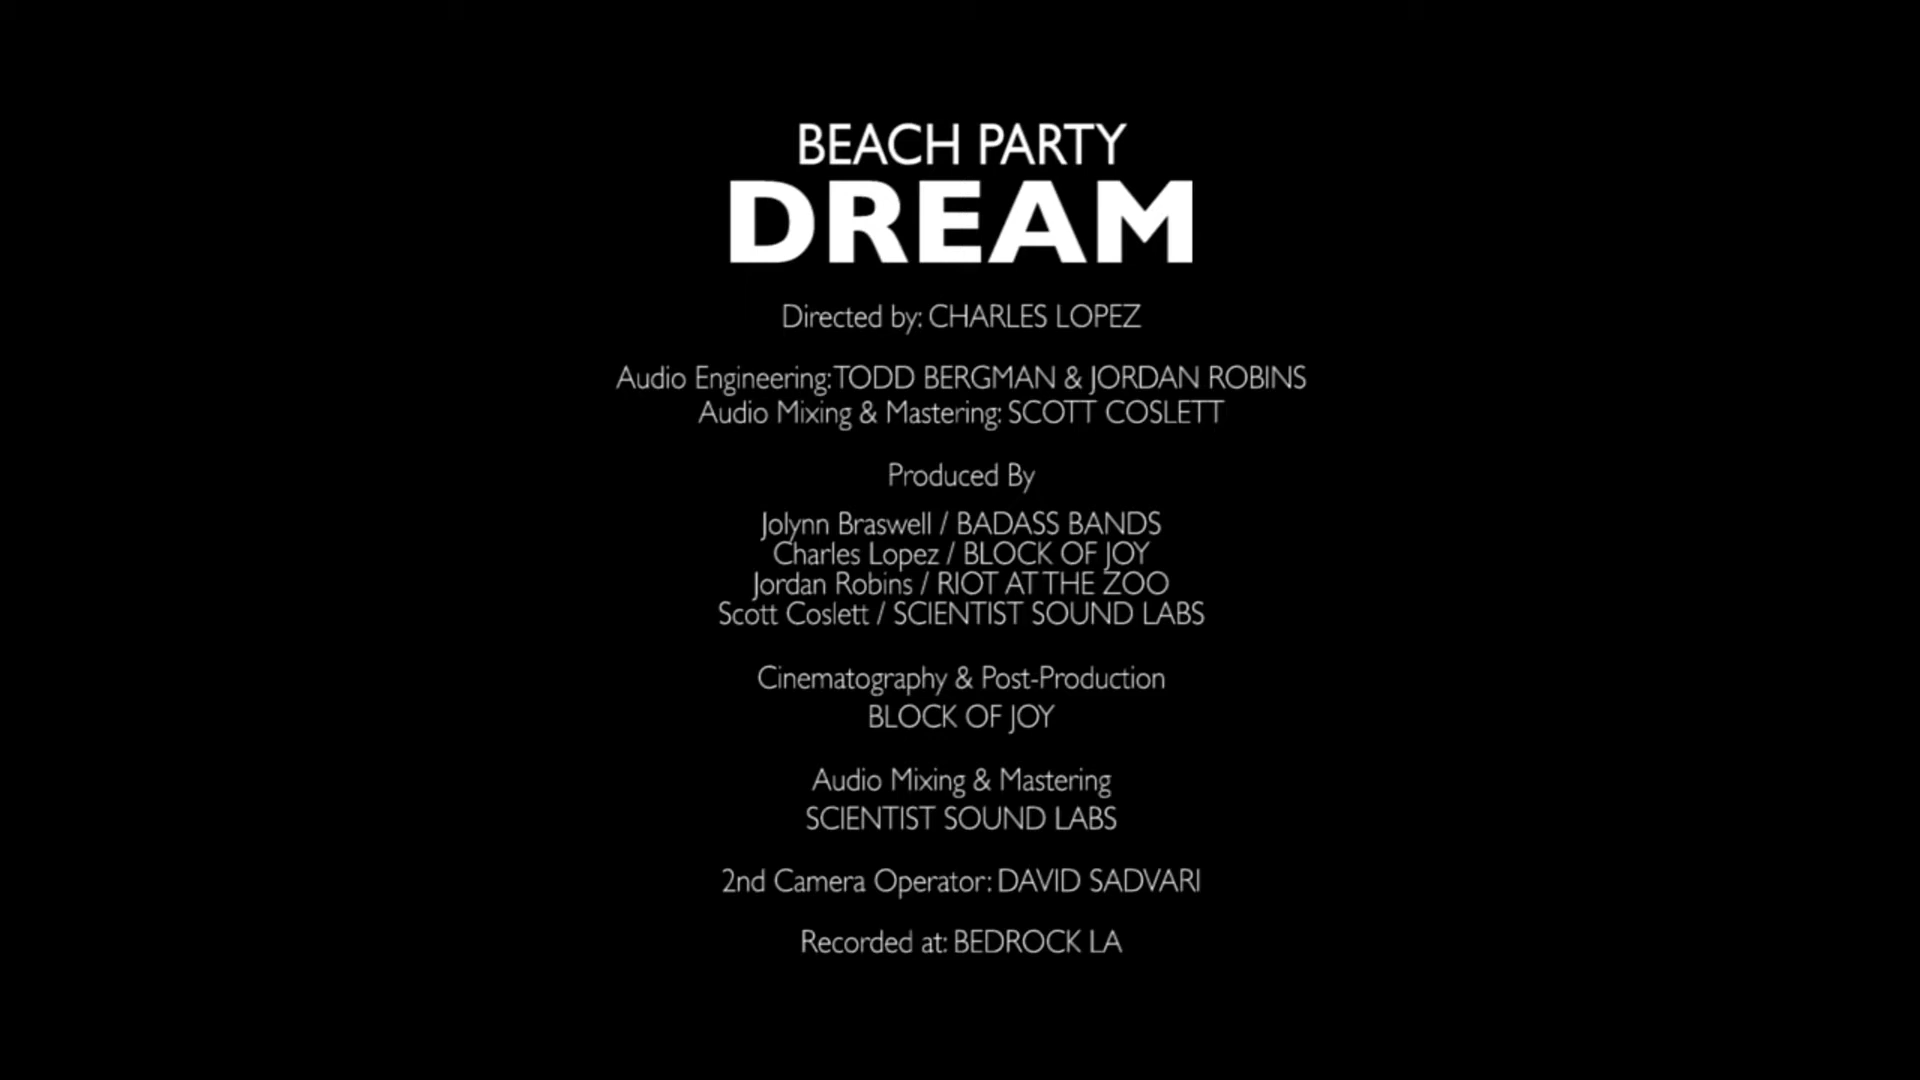 BEACH PARTY
DREAM
Directed by: CHARLES LOPEZ
Audio Engineering: TODD BERGMAN & JORDAN ROBINS
Audio Mixing & Mastering: SCOTT COSLETT
Produced By
Jolynn Braswell / BADASS BANDS
Charles Lopez / BLOCK OF JOY
Jordan Robins / RIOT AT THE ZOO
Scott Coslett / SCIENTIST SOUND LABS
Cinematography & Post-Production
BLOCK OF JOY
Audio Mixing & Mastering
SCIENTIST SOUND LABS
2nd Camera Operator: DAVID SADVARI
Recorded at: BEDROCK LA